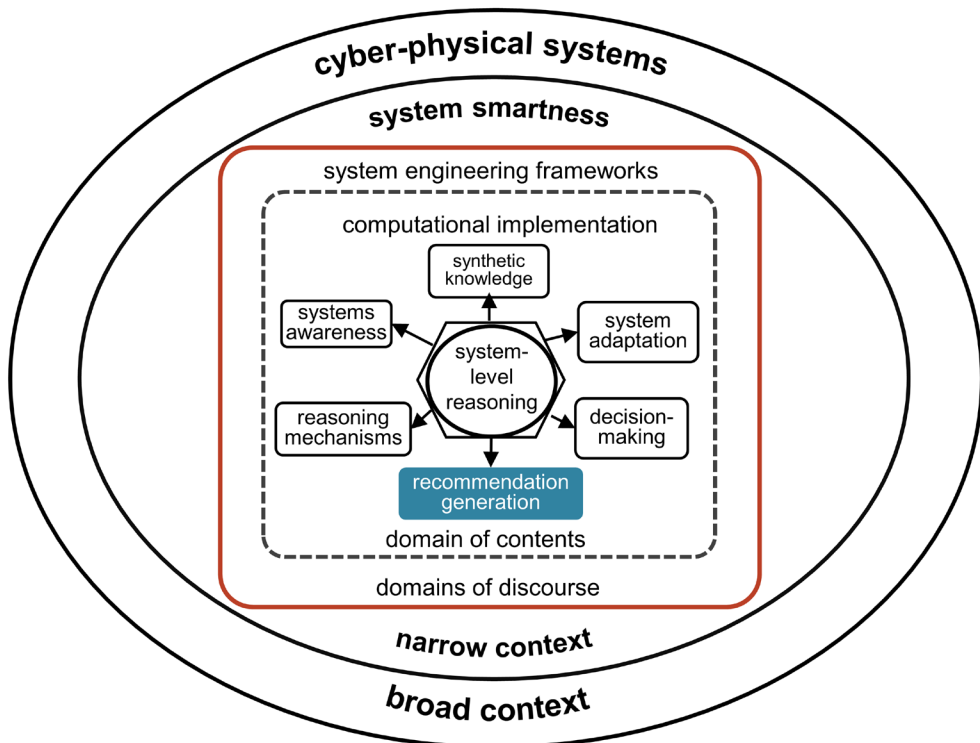 cyber-physical systems
system smartness
system engineering frameworks
computational implementation
synthetic
knowledge
systems
awareness
system
adaptation
system-
level
reasoning
reasoning
mechanisms
decision-
making
recommendation
generation
domain of contents
domains of discourse
narrow context
broad context